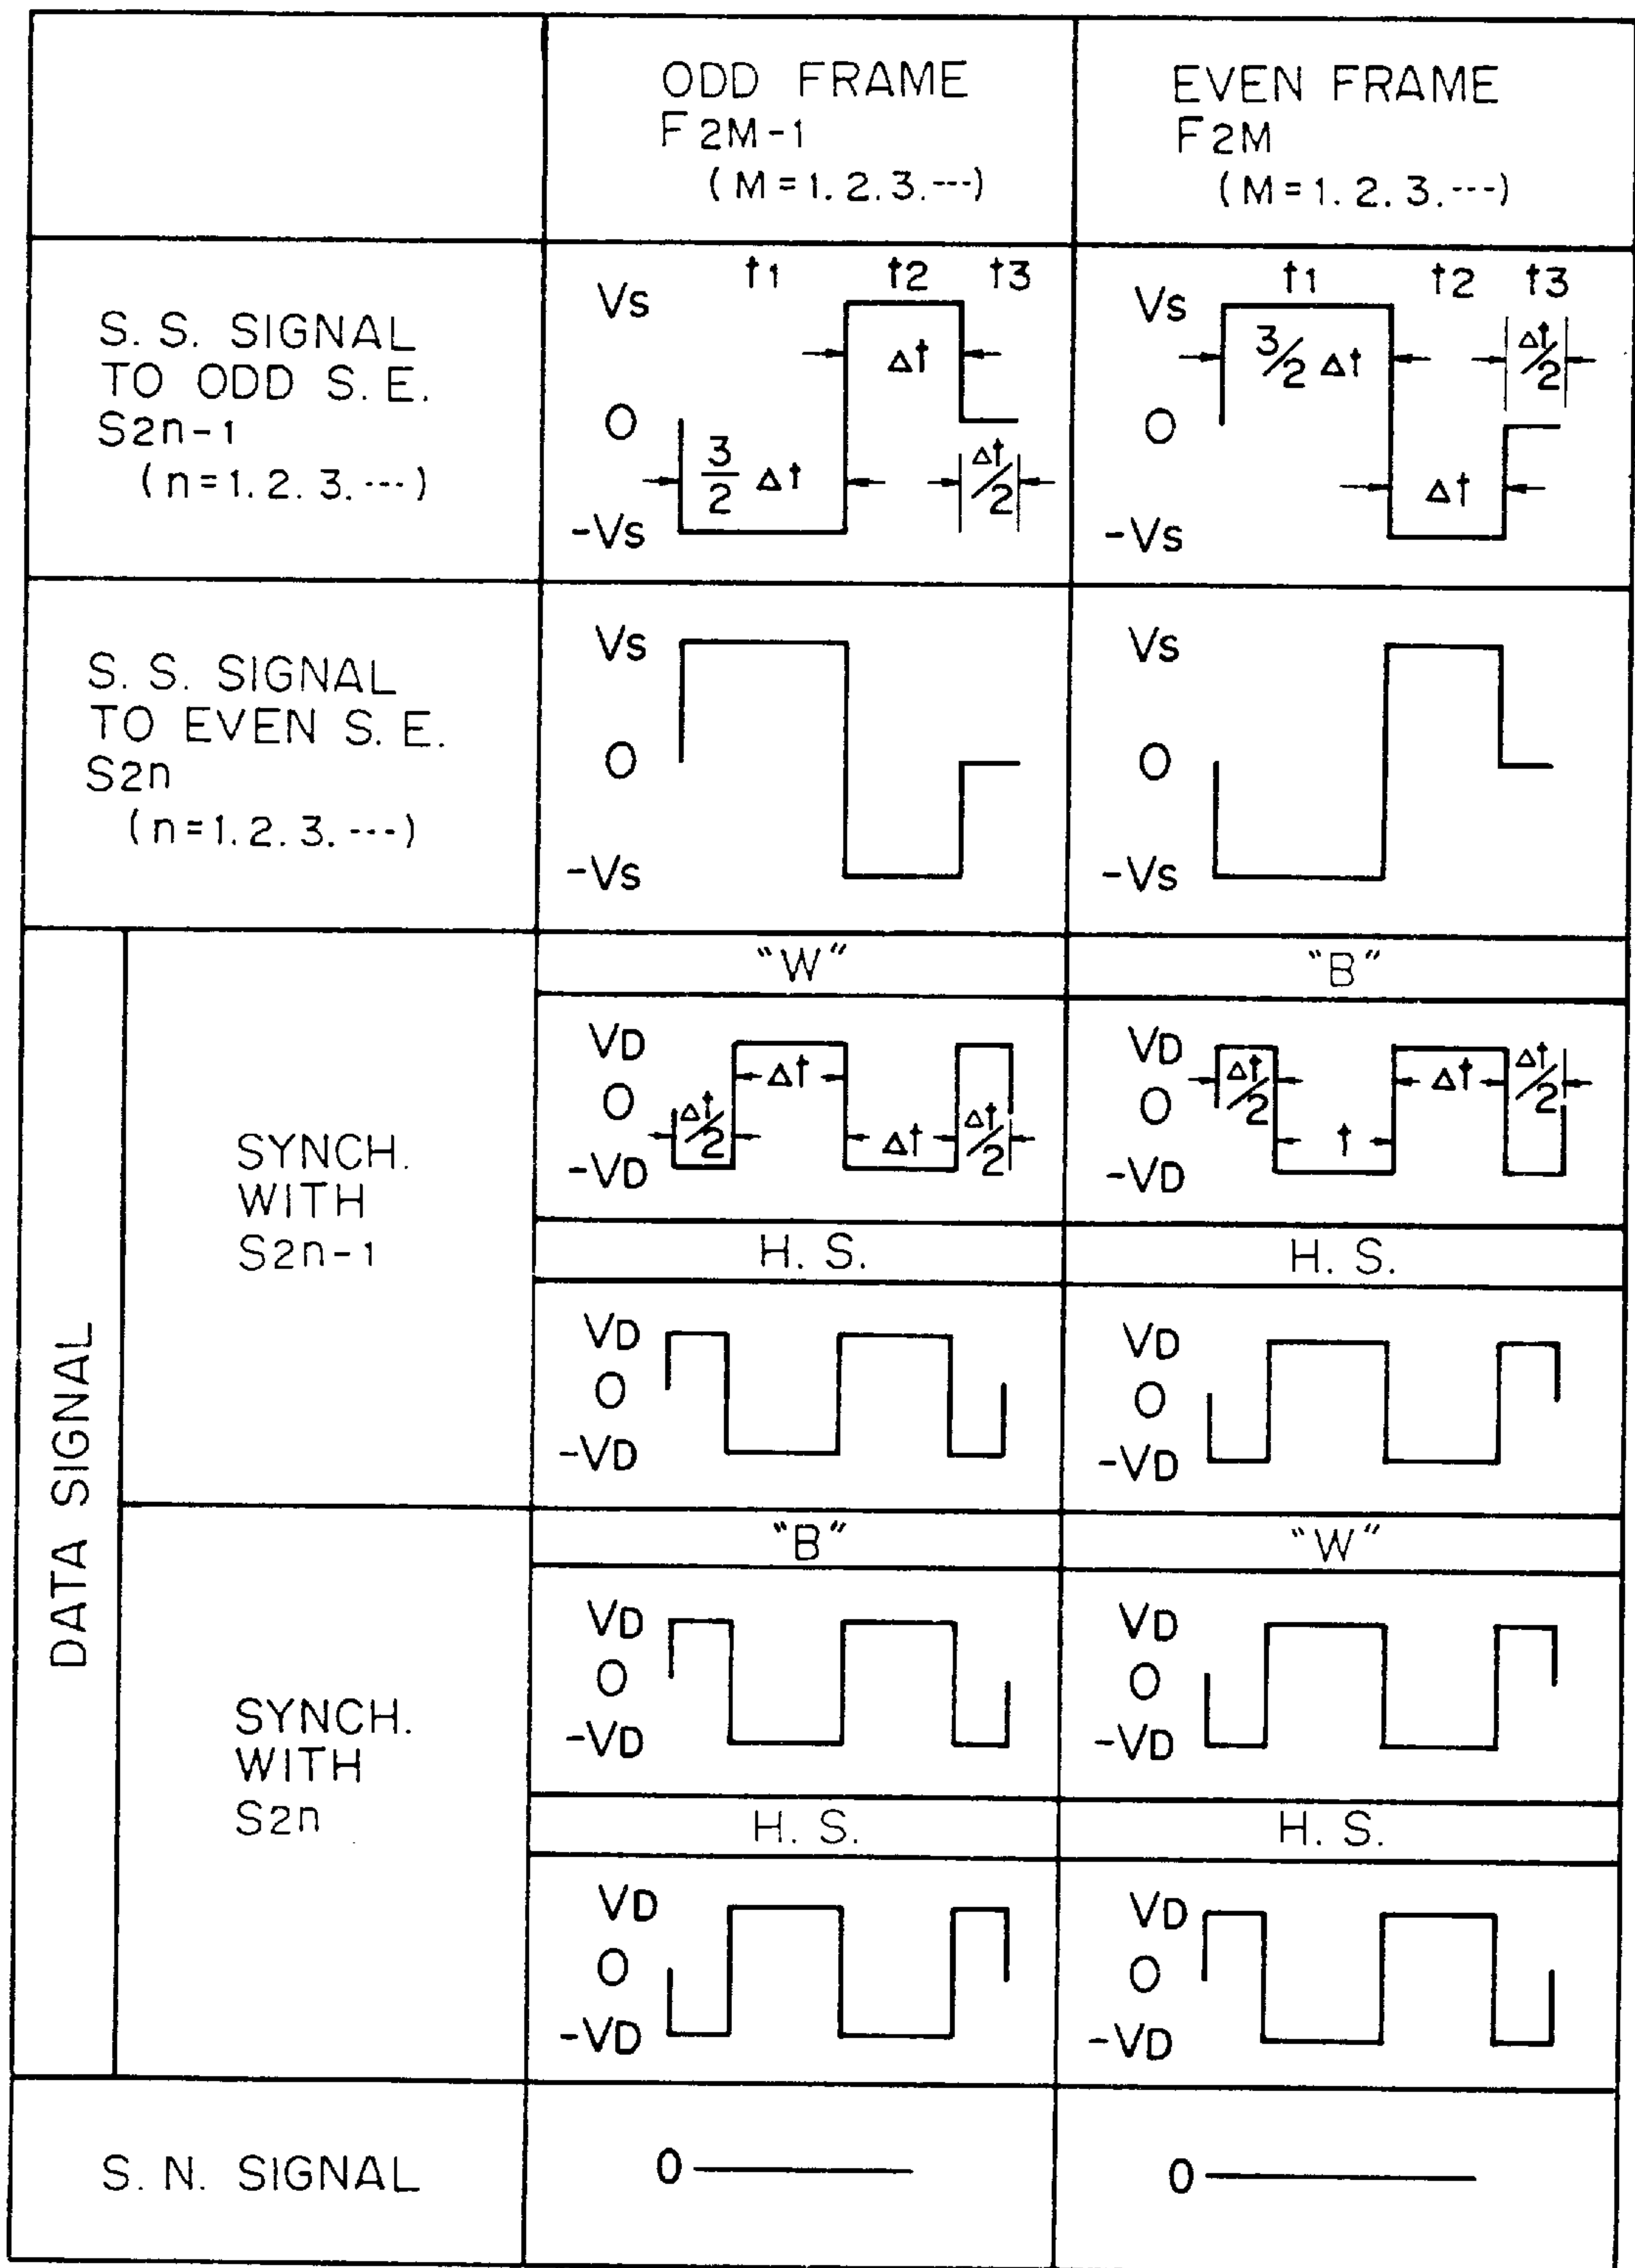 ODD FRAME
F2M-1
(M=1.2.3.---)
EVEN FRAME
F2M
(M=1.2.3.---)
S. S. SIGNAL
TO ODD S. E.
S2n-1
(n=1.2.3.---)
t1 t2 t3
Vs
Δt
O
3/2 Δt
Δt/2
-Vs
t1 t2 t3
Vs
3/2 Δt
Δt/2
O
Δt
-Vs
S. S. SIGNAL
TO EVEN S. E.
S2n
(n=1.2.3.---)
Vs
O
-Vs
Vs
O
-Vs
DATA SIGNAL
SYNCH.
WITH
S2n-1
"W"
VD
Δt
O
Δt/2
Δt
Δt/2
-VD
"B"
VD
Δt/2
Δt
Δt/2
O
t
-VD
H. S.
VD
O
-VD
H. S.
VD
O
-VD
SYNCH.
WITH
S2n
"B"
VD
O
-VD
"W"
VD
O
-VD
H. S.
VD
O
-VD
H. S.
VD
O
-VD
S. N. SIGNAL
0
0